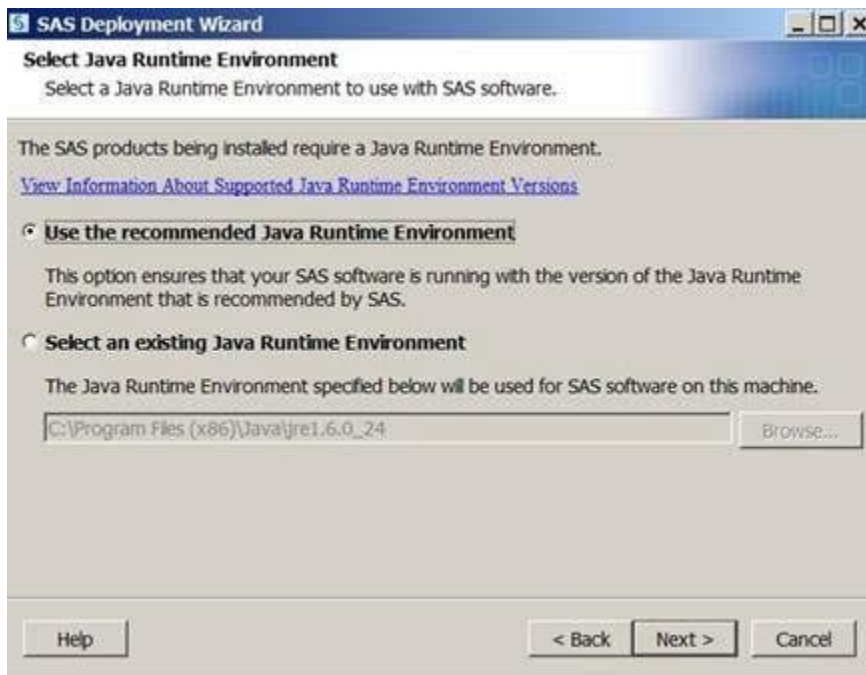 SAS Deployment Wizard
Select Java Runtime Environment
Select a Java Runtime Environment to use with SAS software.
The SAS products being installed require a Java Runtime Environment.
View Information About Supported Java Runtime Environment Versions
Use the recommended Java Runtime Environment
This option ensures that your SAS software is running with the version of the Java Runtime
Environment that is recommended by SAS.
Select an existing Java Runtime Environment
The Java Runtime Environment specified below will be used for SAS software on this machine.
C:\Program Files (x86)\Java\jre1.6.0_24
Browse...
Help
< Back
Next >
Cancel